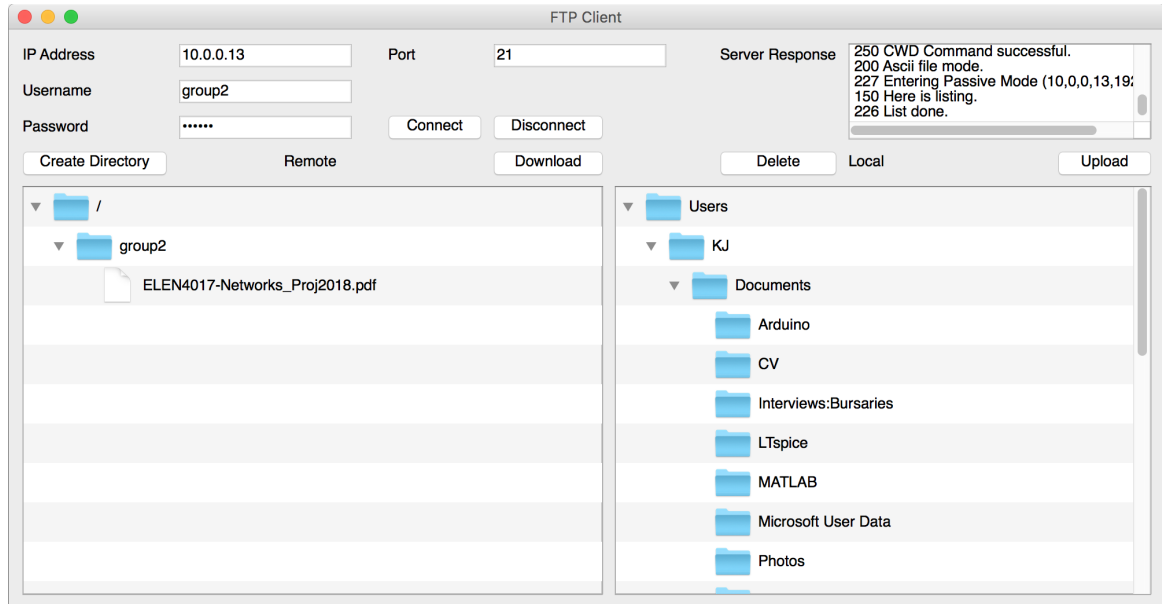 FTP Client
IP Address 10.0.0.13 Port 21 Server Response
250 CWD Command successful.
200 Ascii file mode.
227 Entering Passive Mode (10,0,0,13,192
150 Here is listing.
226 List done.
Username group2
Password •••••• Connect Disconnect
Create Directory Remote Download Delete Local Upload
/
group2
ELEN4017-Networks_Proj2018.pdf
Users
KJ
Documents
Arduino
CV
Interviews:Bursaries
LTspice
MATLAB
Microsoft User Data
Photos